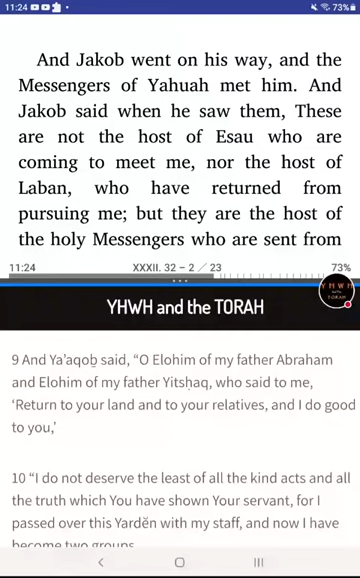 11:24
73%
And Jakob went on his way, and the
Messengers of Yahuah met him. And
Jakob said when he saw them, These
are not the host of Esau who are
coming to meet me, nor the host of
Laban, who have returned from
pursuing me; but they are the host of
the holy Messengers who are sent from
11:24 XXXII. 32 – 2 / 23 73%
YHWH and the TORAH
YHWH
TORAH
9 And Ya’aqoḇ said, “O Elohim of my father Abraham
and Elohim of my father Yitsḥaq, who said to me,
‘Return to your land and to your relatives, and I do good
to you,’
10 “I do not deserve the least of all the kind acts and all
the truth which You have shown Your servant, for I
passed over this Yardĕn with my staff, and now I have
become two groups